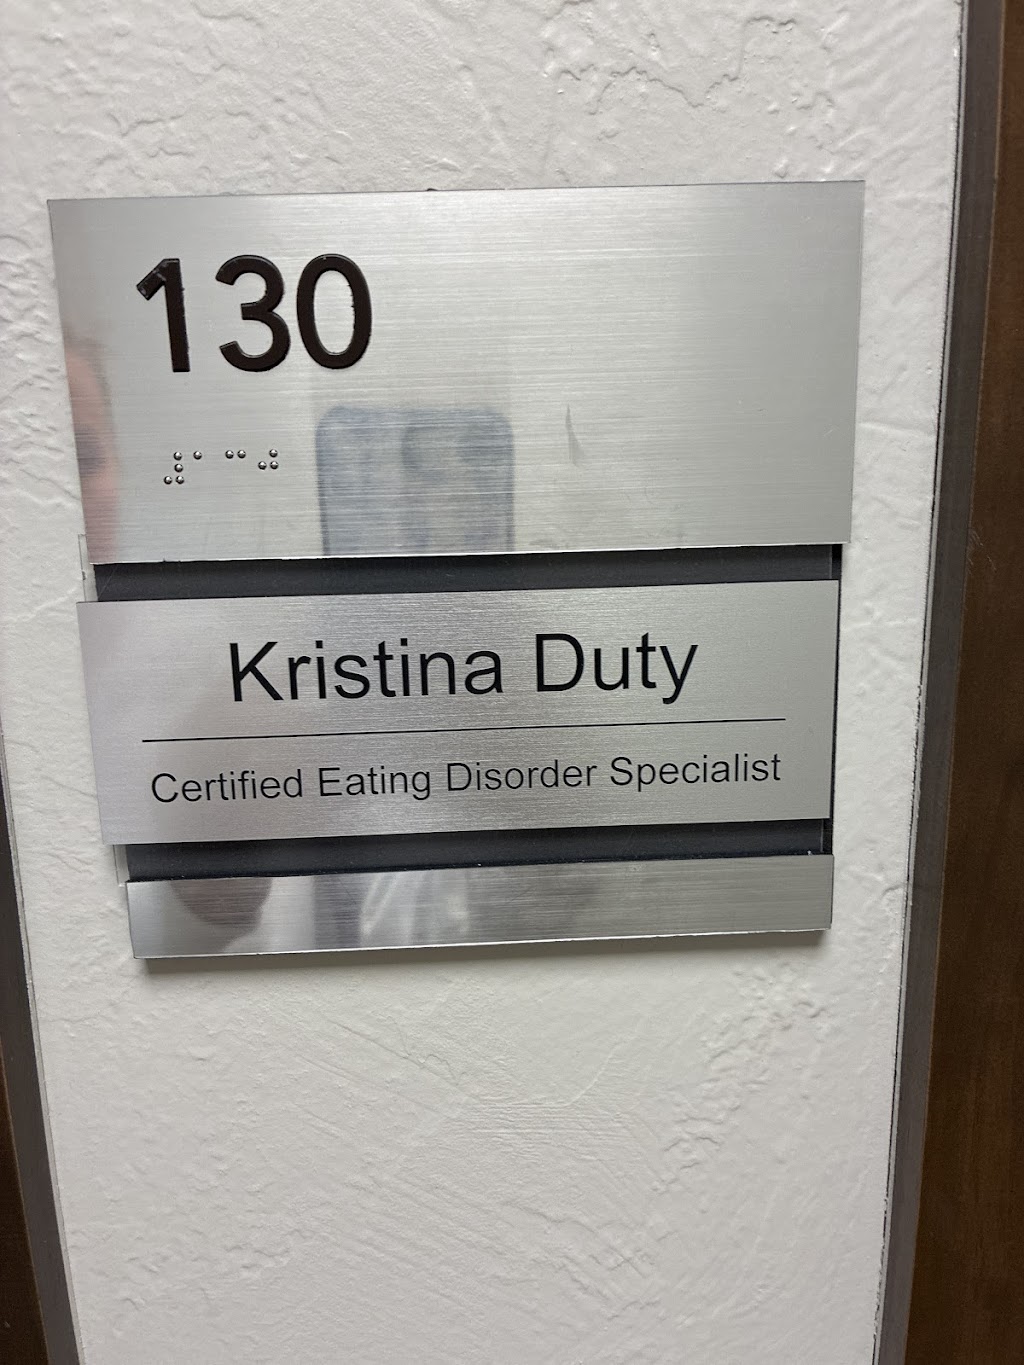 130
⠼⠁⠉⠚
Kristina Duty
Certified Eating Disorder Specialist